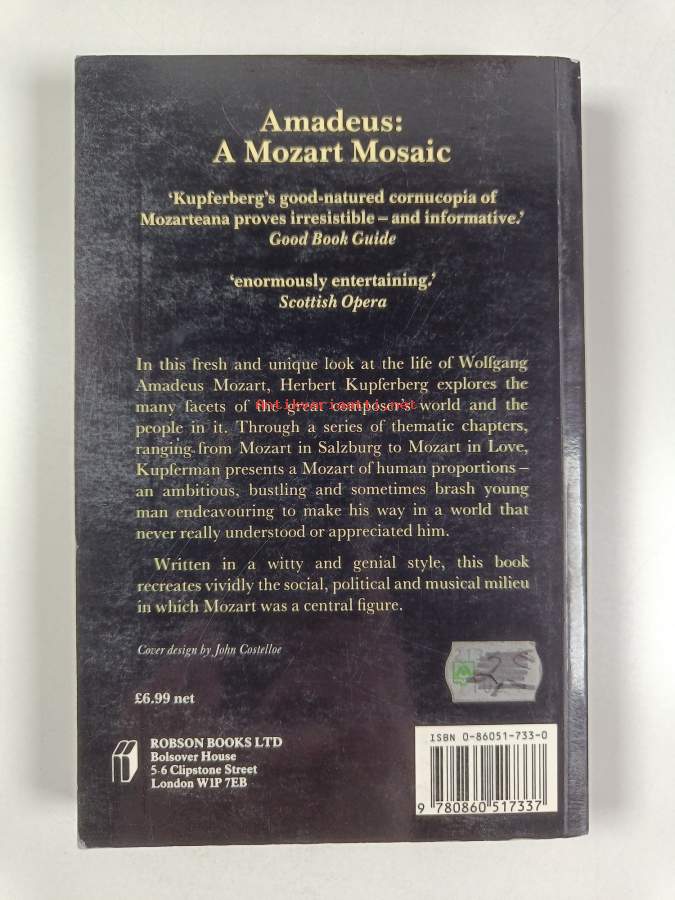 Amadeus:
A Mozart Mosaic
‘Kupferberg’s good-natured cornucopia of
Mozarteana proves irresistible – and informative.’
Good Book Guide
‘enormously entertaining.’
Scottish Opera
In this fresh and unique look at the life of Wolfgang
Amadeus Mozart, Herbert Kupferberg explores the
many facets of the great composer’s world and the
people in it. Through a series of thematic chapters,
ranging from Mozart in Salzburg to Mozart in Love,
Kupferman presents a Mozart of human proportions –
an ambitious, bustling and sometimes brash young
man endeavouring to make his way in a world that
never really understood or appreciated him.
Written in a witty and genial style, this book
recreates vividly the social, political and musical milieu
in which Mozart was a central figure.
Cover design by John Costelloe
£6.99 net
ROBSON BOOKS LTD
Bolsover House
5-6 Clipstone Street
London W1P 7EB
ISBN 0-86051-733-0
9 780860 517337